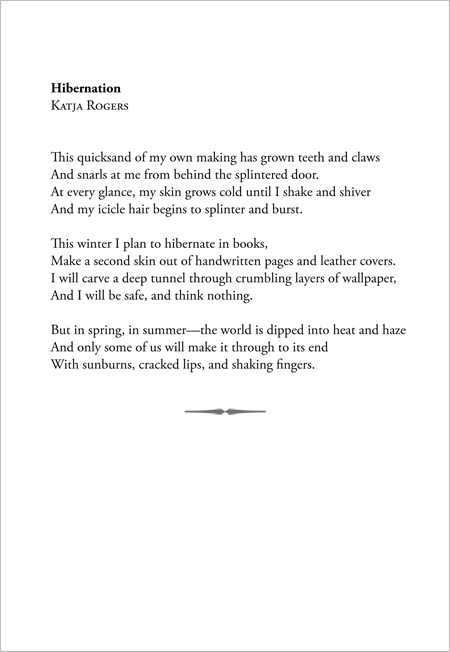 Hibernation
Katja Rogers
This quicksand of my own making has grown teeth and claws
And snarls at me from behind the splintered door.
At every glance, my skin grows cold until I shake and shiver
And my icicle hair begins to splinter and burst.
This winter I plan to hibernate in books,
Make a second skin out of handwritten pages and leather covers.
I will carve a deep tunnel through crumbling layers of wallpaper,
And I will be safe, and think nothing.
But in spring, in summer—the world is dipped into heat and haze
And only some of us will make it through to its end
With sunburns, cracked lips, and shaking fingers.